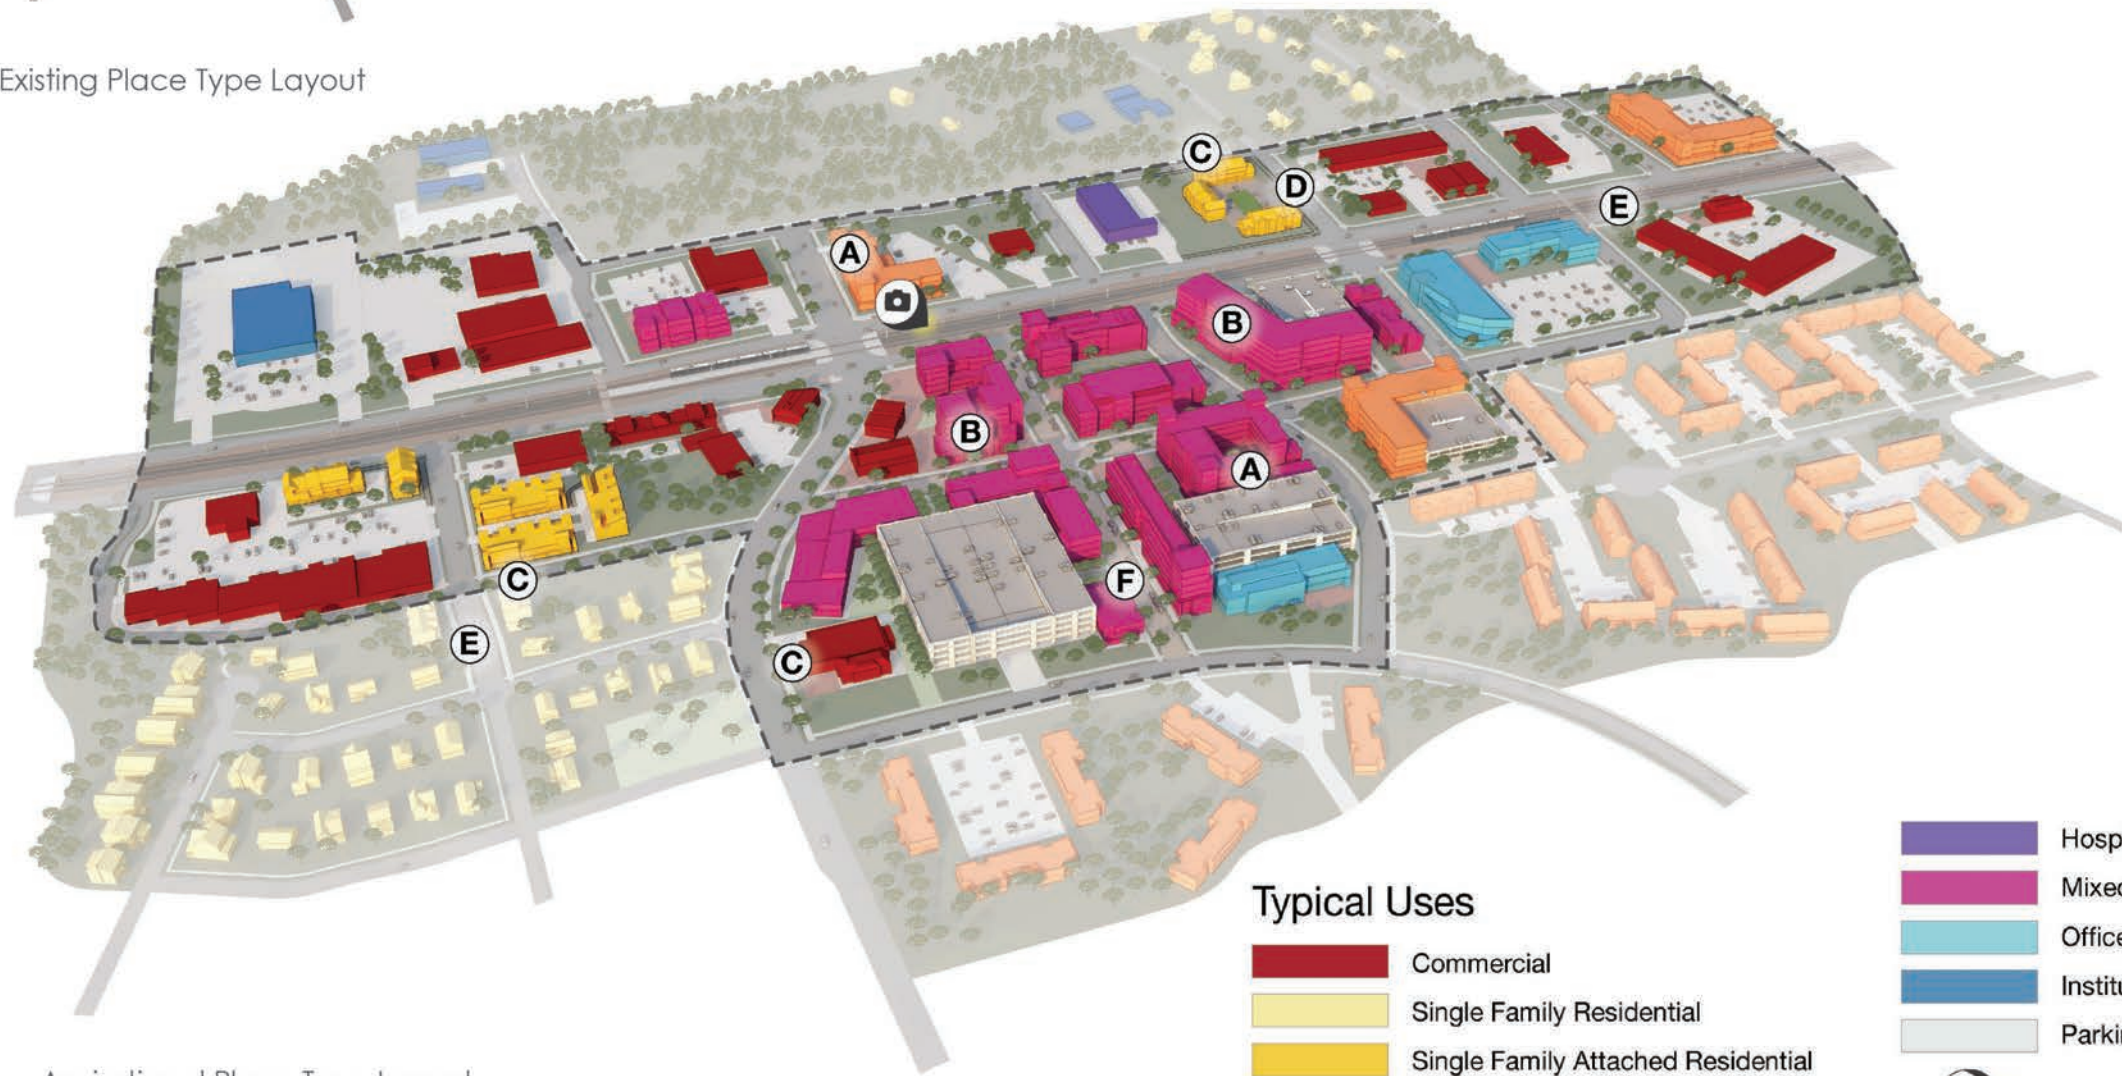 Existing Place Type Layout
C
D
E
A
B
B
A
C
F
E
C
Typical Uses
Commercial
Single Family Residential
Single Family Attached Residential